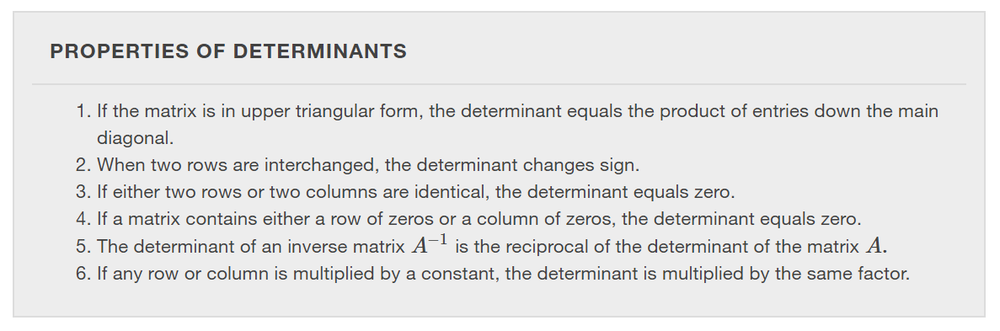 PROPERTIES OF DETERMINANTS
1. If the matrix is in upper triangular form, the determinant equals the product of entries down the main
diagonal.
2. When two rows are interchanged, the determinant changes sign.
3. If either two rows or two columns are identical, the determinant equals zero.
4. If a matrix contains either a row of zeros or a column of zeros, the determinant equals zero.
5. The determinant of an inverse matrix A⁻¹ is the reciprocal of the determinant of the matrix A.
6. If any row or column is multiplied by a constant, the determinant is multiplied by the same factor.